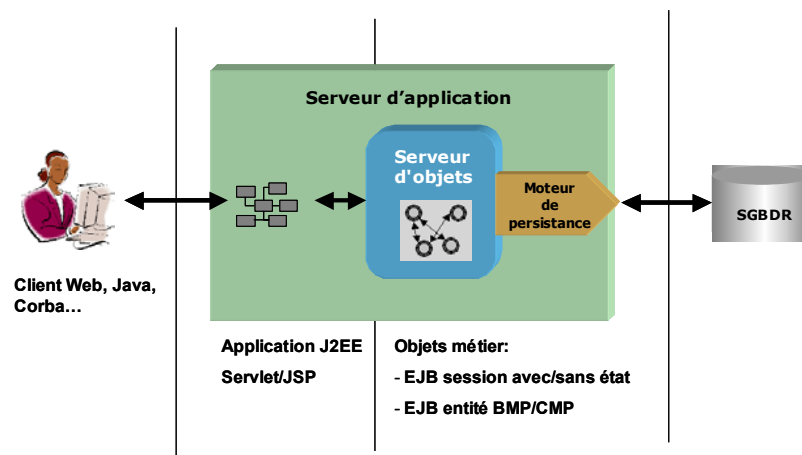 Serveur d'application
Serveur
d'objets
Moteur
de
persistance
SGBDR
Client Web, Java,
Corba…
Application J2EE
Servlet/JSP
Objets métier:
- EJB session avec/sans état
- EJB entité BMP/CMP